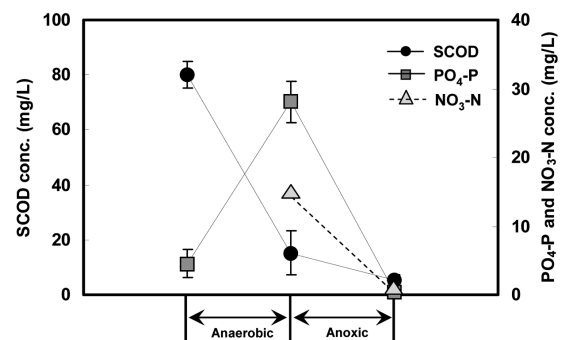 100
80
60
40
20
0
SCOD conc. (mg/L)
SCOD
PO₄-P
NO₃-N
40
30
20
10
0
PO₄-P and NO₃-N conc. (mg/L)
Anaerobic
Anoxic